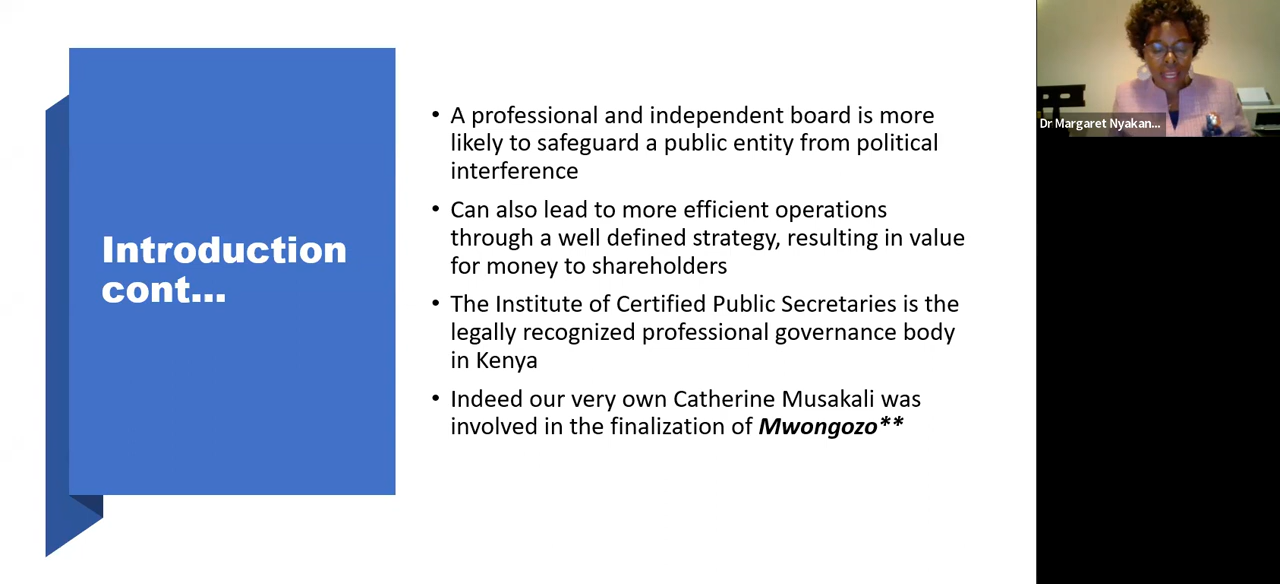 Introduction
cont...
• A professional and independent board is more
likely to safeguard a public entity from political
interference
• Can also lead to more efficient operations
through a well defined strategy, resulting in value
for money to shareholders
• The Institute of Certified Public Secretaries is the
legally recognized professional governance body
in Kenya
• Indeed our very own Catherine Musakali was
involved in the finalization of Mwongozo**
Dr Margaret Nyakan...